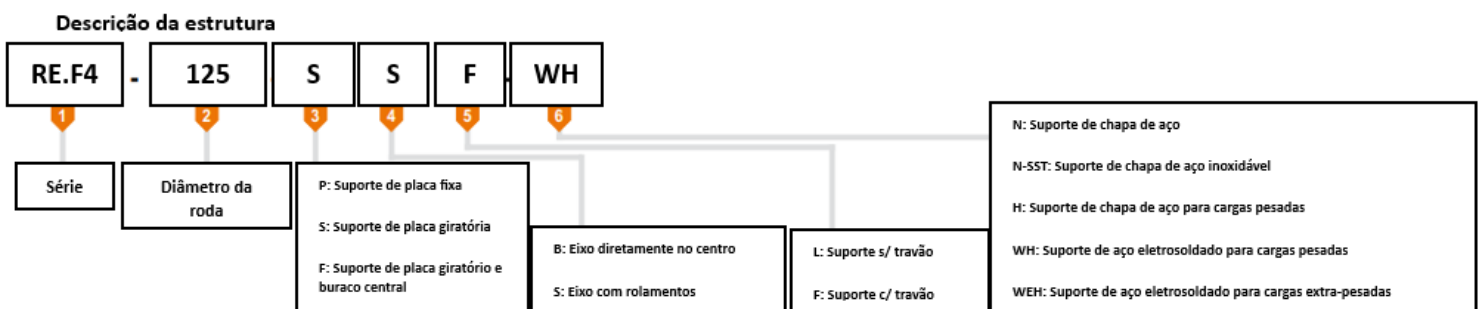 Descrição da estrutura
RE.F4 - 125 S S F - WH
1 2 3 4 5 6
Série
Diâmetro da
roda
P: Suporte de placa fixa
S: Suporte de placa giratória
F: Suporte de placa giratório e
buraco central
B: Eixo diretamente no centro
S: Eixo com rolamentos
L: Suporte s/ travão
F: Suporte c/ travão
N: Suporte de chapa de aço
N-SST: Suporte de chapa de aço inoxidável
H: Suporte de chapa de aço para cargas pesadas
WH: Suporte de aço eletrosoldado para cargas pesadas
WEH: Suporte de aço eletrosoldado para cargas extra-pesadas